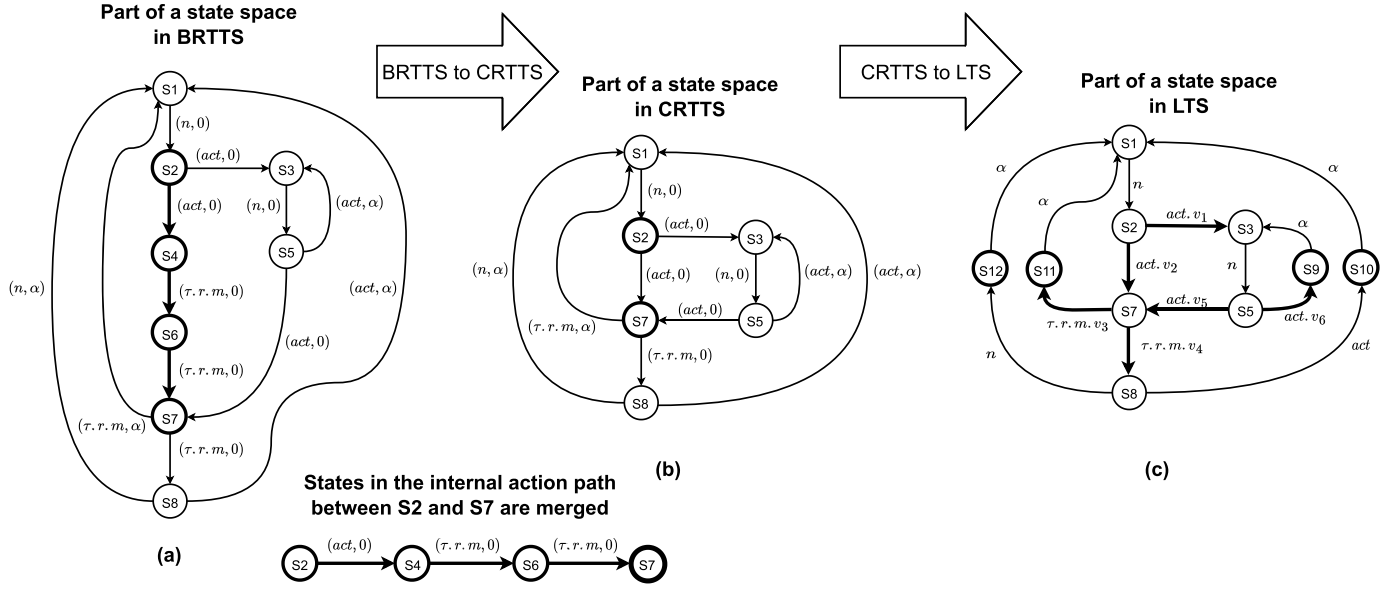 Part of a state space
in BRTTS
S1
(n, 0)
S2
(act, 0)
S3
(act, 0)
(n, 0)
(act, α)
S4
S5
(n, α)
(τ. r. m, 0)
(act, α)
S6
(act, 0)
(τ. r. m, 0)
S7
(τ. r. m, α)
(τ. r. m, 0)
S8
(a)
BRTTS to CRTTS
Part of a state space
in CRTTS
S1
(n, 0)
S2
(act, 0)
S3
(n, α)
(act, 0)
(n, 0)
(act, α)
(act, α)
S7
(act, 0)
S5
(τ. r. m, α)
(τ. r. m, 0)
S8
(b)
CRTTS to LTS
Part of a state space
in LTS
S1
α
α
n
α
S2
act. v₁
S3
α
S12
S11
act. v₂
n
S9
S10
S7
act. v₅
S5
act. v₆
τ. r. m. v₃
τ. r. m. v₄
n
act
S8
(c)
States in the internal action path
between S2 and S7 are merged
S2
(act, 0)
S4
(τ. r. m, 0)
S6
(τ. r. m, 0)
S7